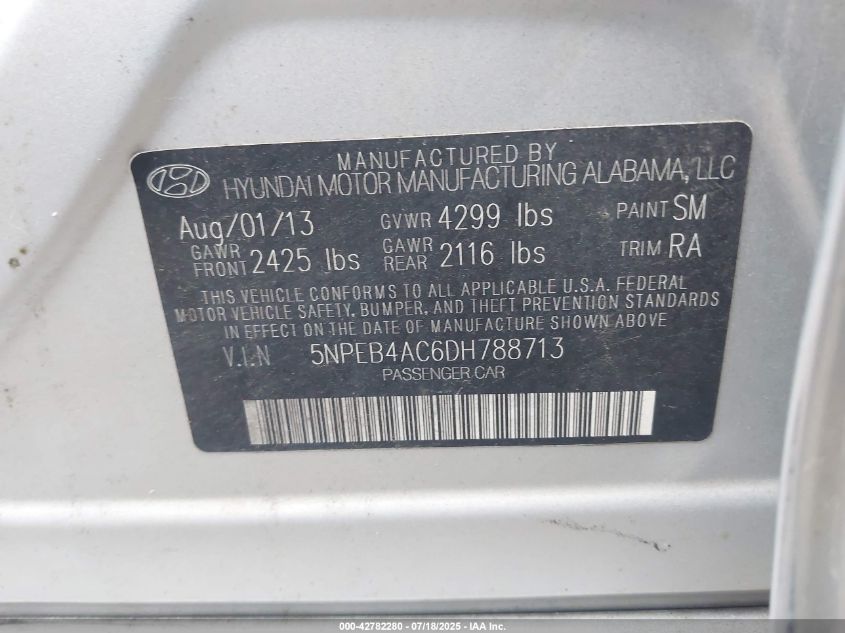 MANUFACTURED BY
HYUNDAI MOTOR MANUFACTURING ALABAMA, LLC
Aug/01/13 GVWR 4299 lbs PAINT SM
GAWR FRONT 2425 lbs GAWR REAR 2116 lbs TRIM RA
THIS VEHICLE CONFORMS TO ALL APPLICABLE U.S.A. FEDERAL
MOTOR VEHICLE SAFETY, BUMPER, AND THEFT PREVENTION STANDARDS
IN EFFECT ON THE DATE OF MANUFACTURE SHOWN ABOVE.
V.I.N 5NPEB4AC6DH788713
PASSENGER CAR
000-42782280 - 07/18/2025 - IAA Inc.